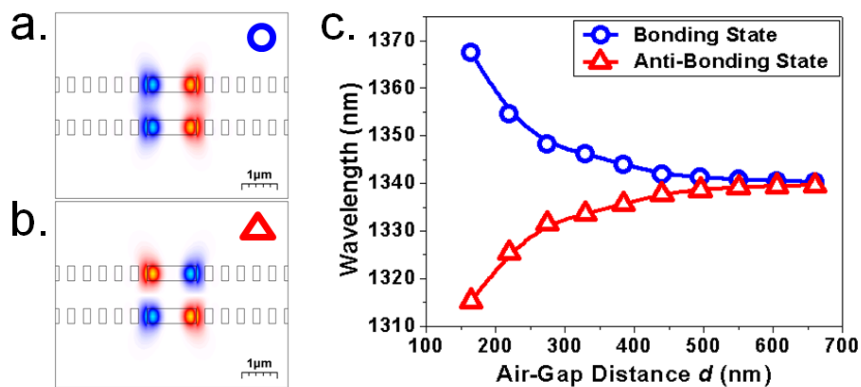 a.
1μm
b.
1μm
c.
Wavelength (nm)
1370
1360
1350
1340
1330
1320
1310
Bonding State
Anti-Bonding State
100 200 300 400 500 600 700
Air-Gap Distance d (nm)